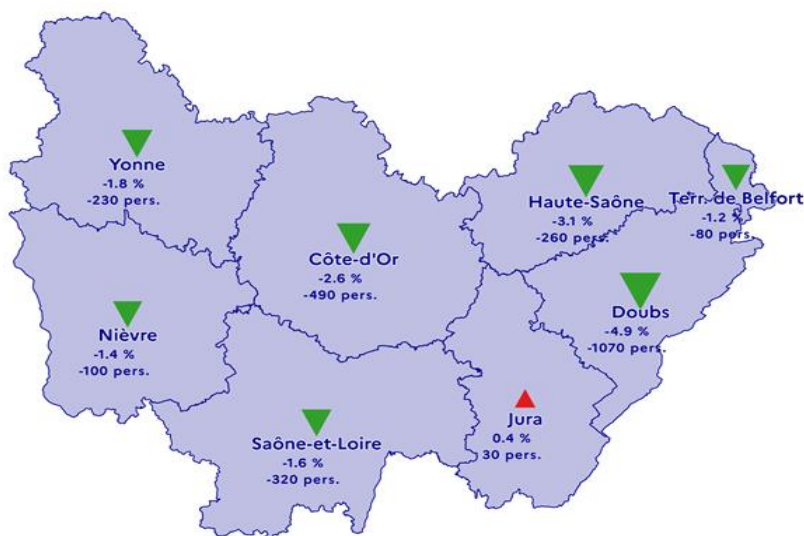 Yonne
-1.8 %
-230 pers.
Haute-Saône
-3.1 %
-260 pers.
Terr. de Belfort
-1.2 %
-80 pers.
Côte-d'Or
-2.6 %
-490 pers.
Nièvre
-1.4 %
-100 pers.
Doubs
-4.9 %
-1070 pers.
Saône-et-Loire
-1.6 %
-320 pers.
Jura
0.4 %
30 pers.